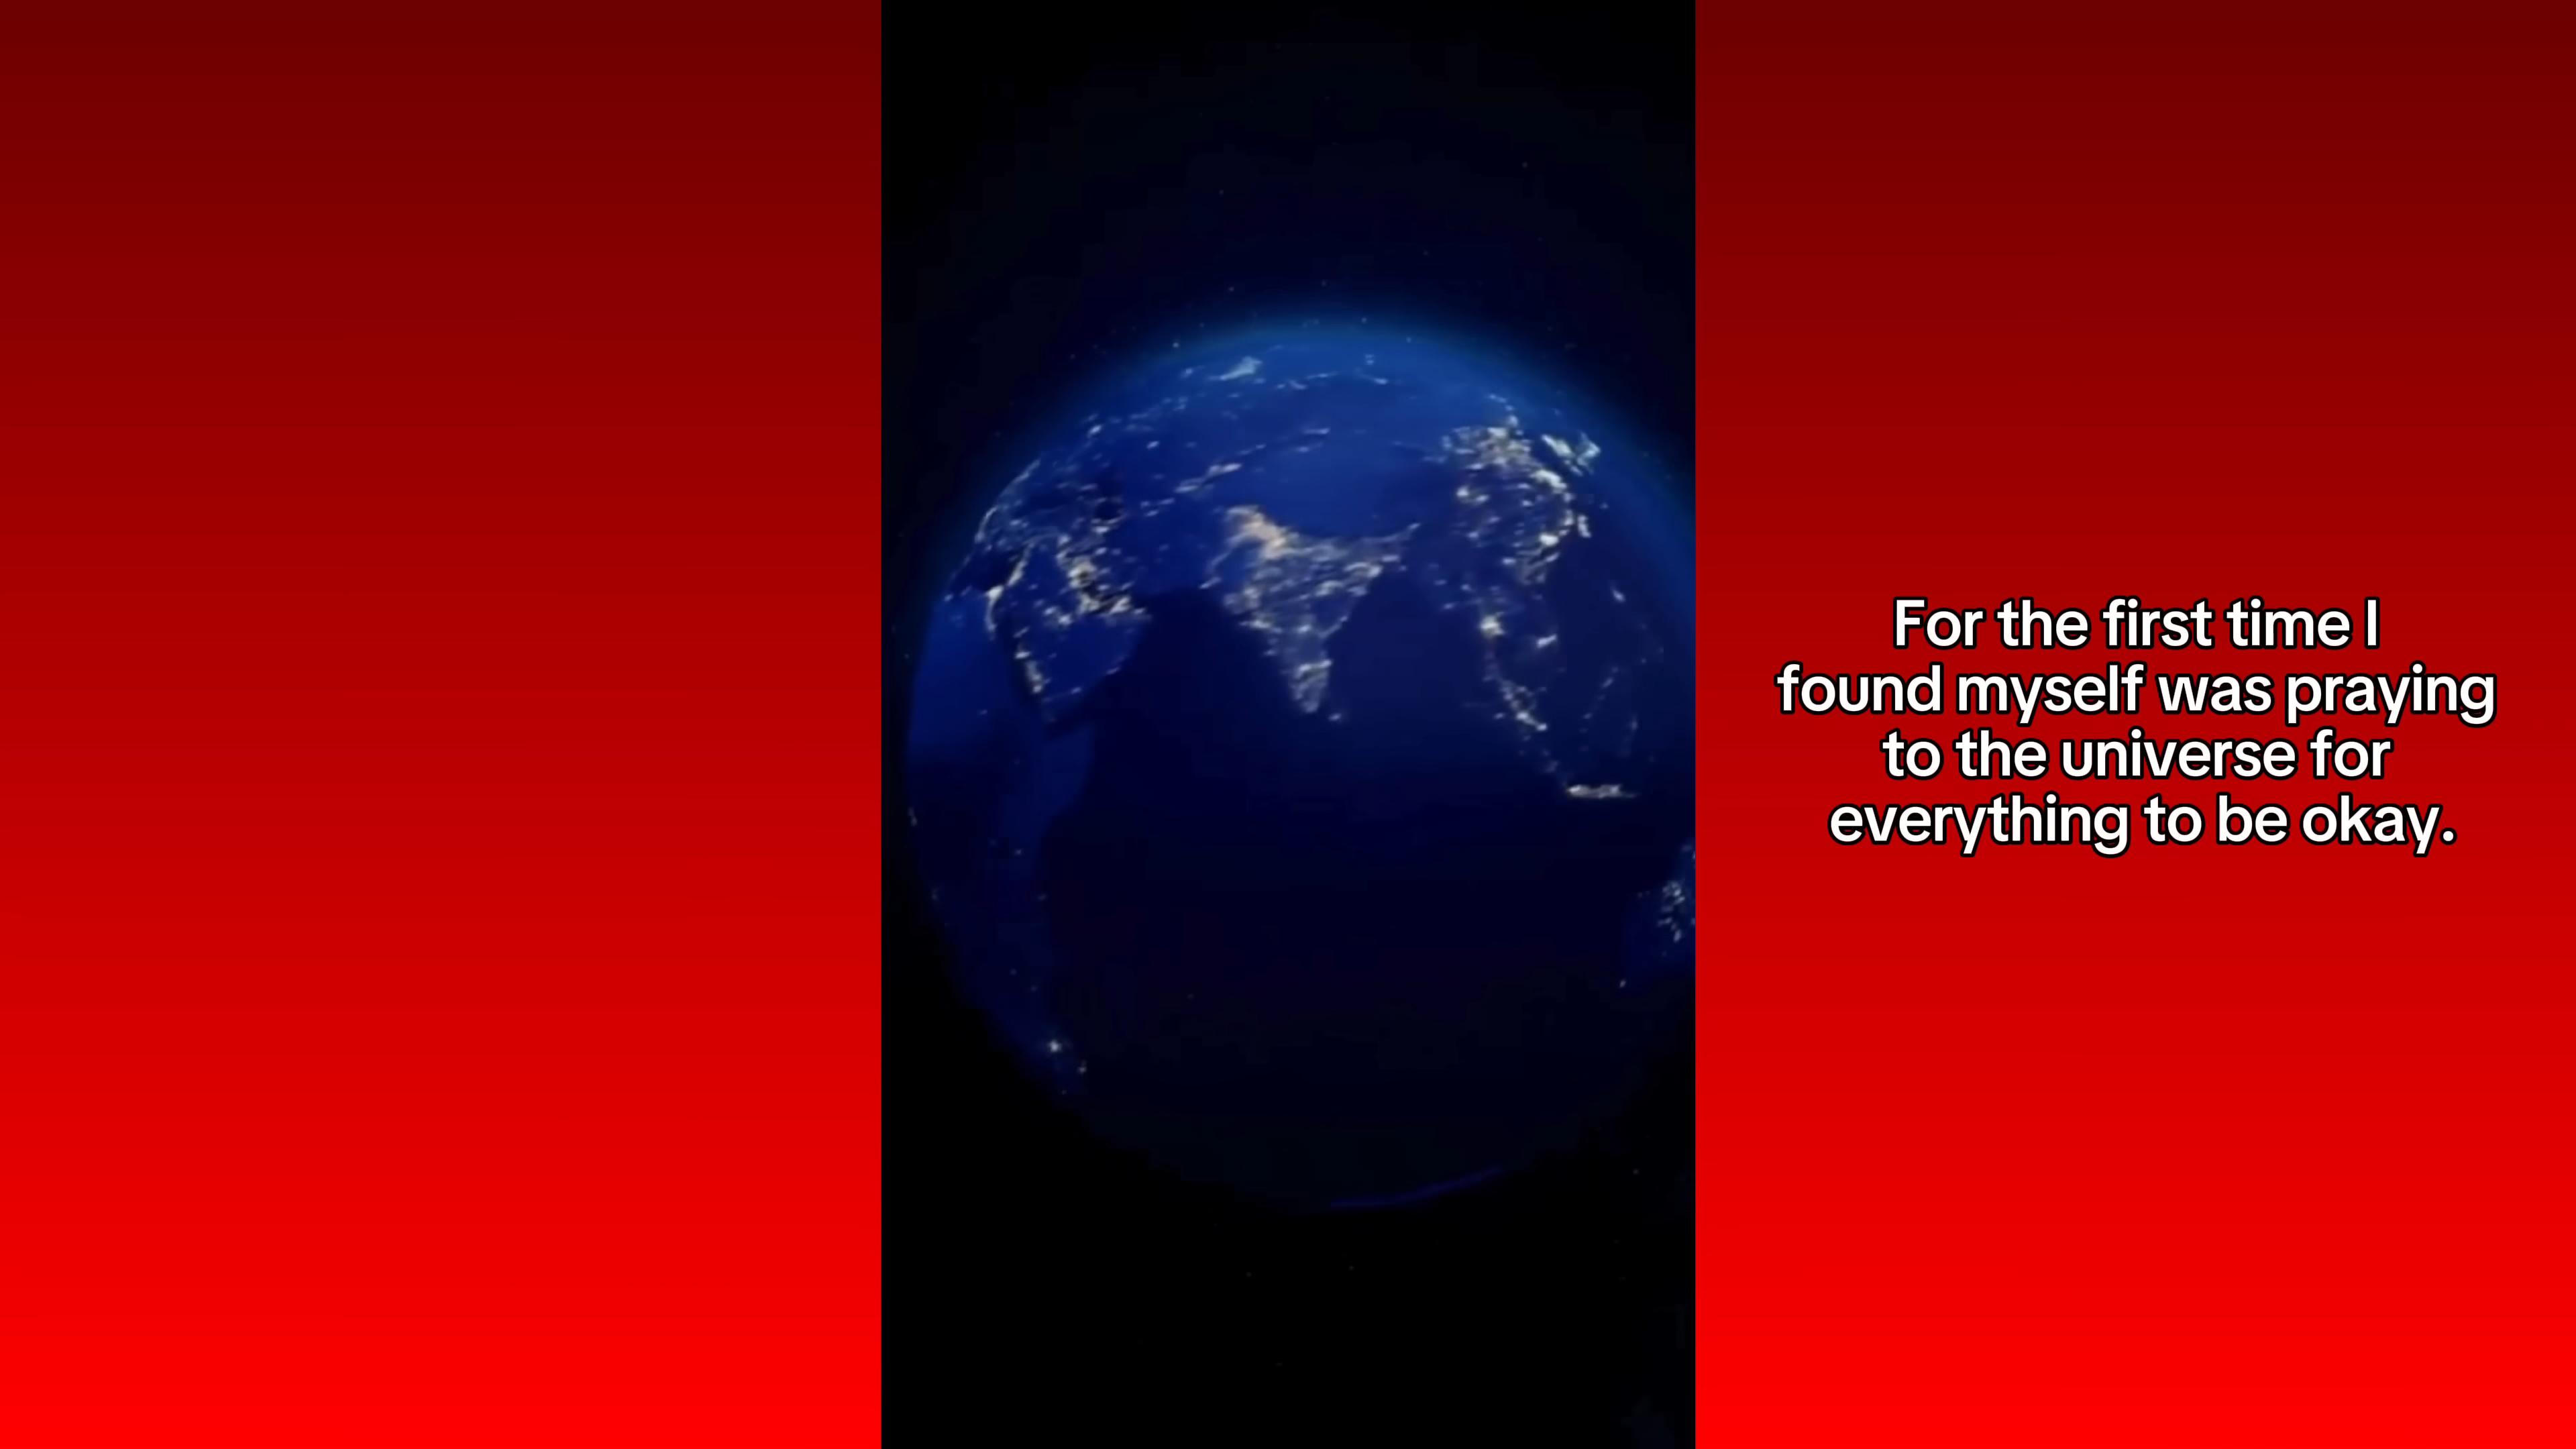 For the first time I
found myself was praying
to the universe for
everything to be okay.